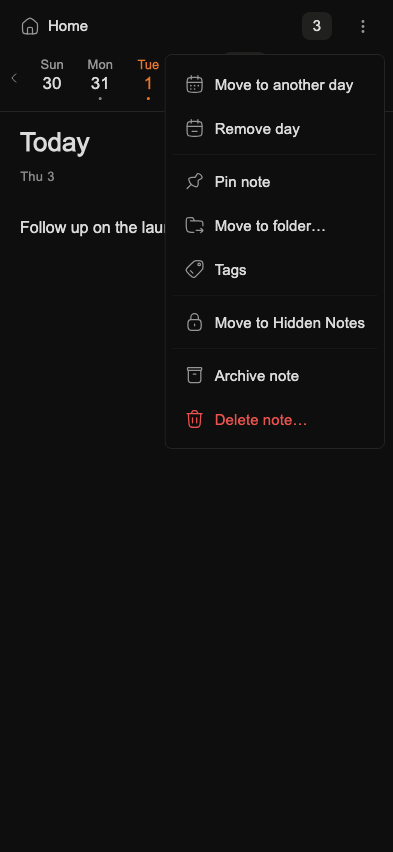 Home
3
Sun Mon Tue
30 31 1
Move to another day
Remove day
Today
Thu 3
Pin note
Move to folder…
Follow up on the
Tags
Move to Hidden Notes
Archive note
Delete note…